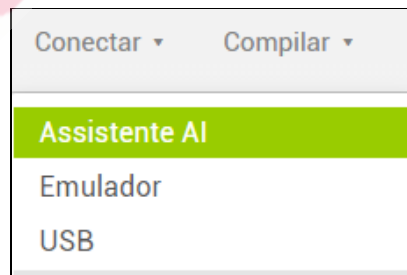 Conectar ▾ Compilar ▾
Assistente AI
Emulador
USB